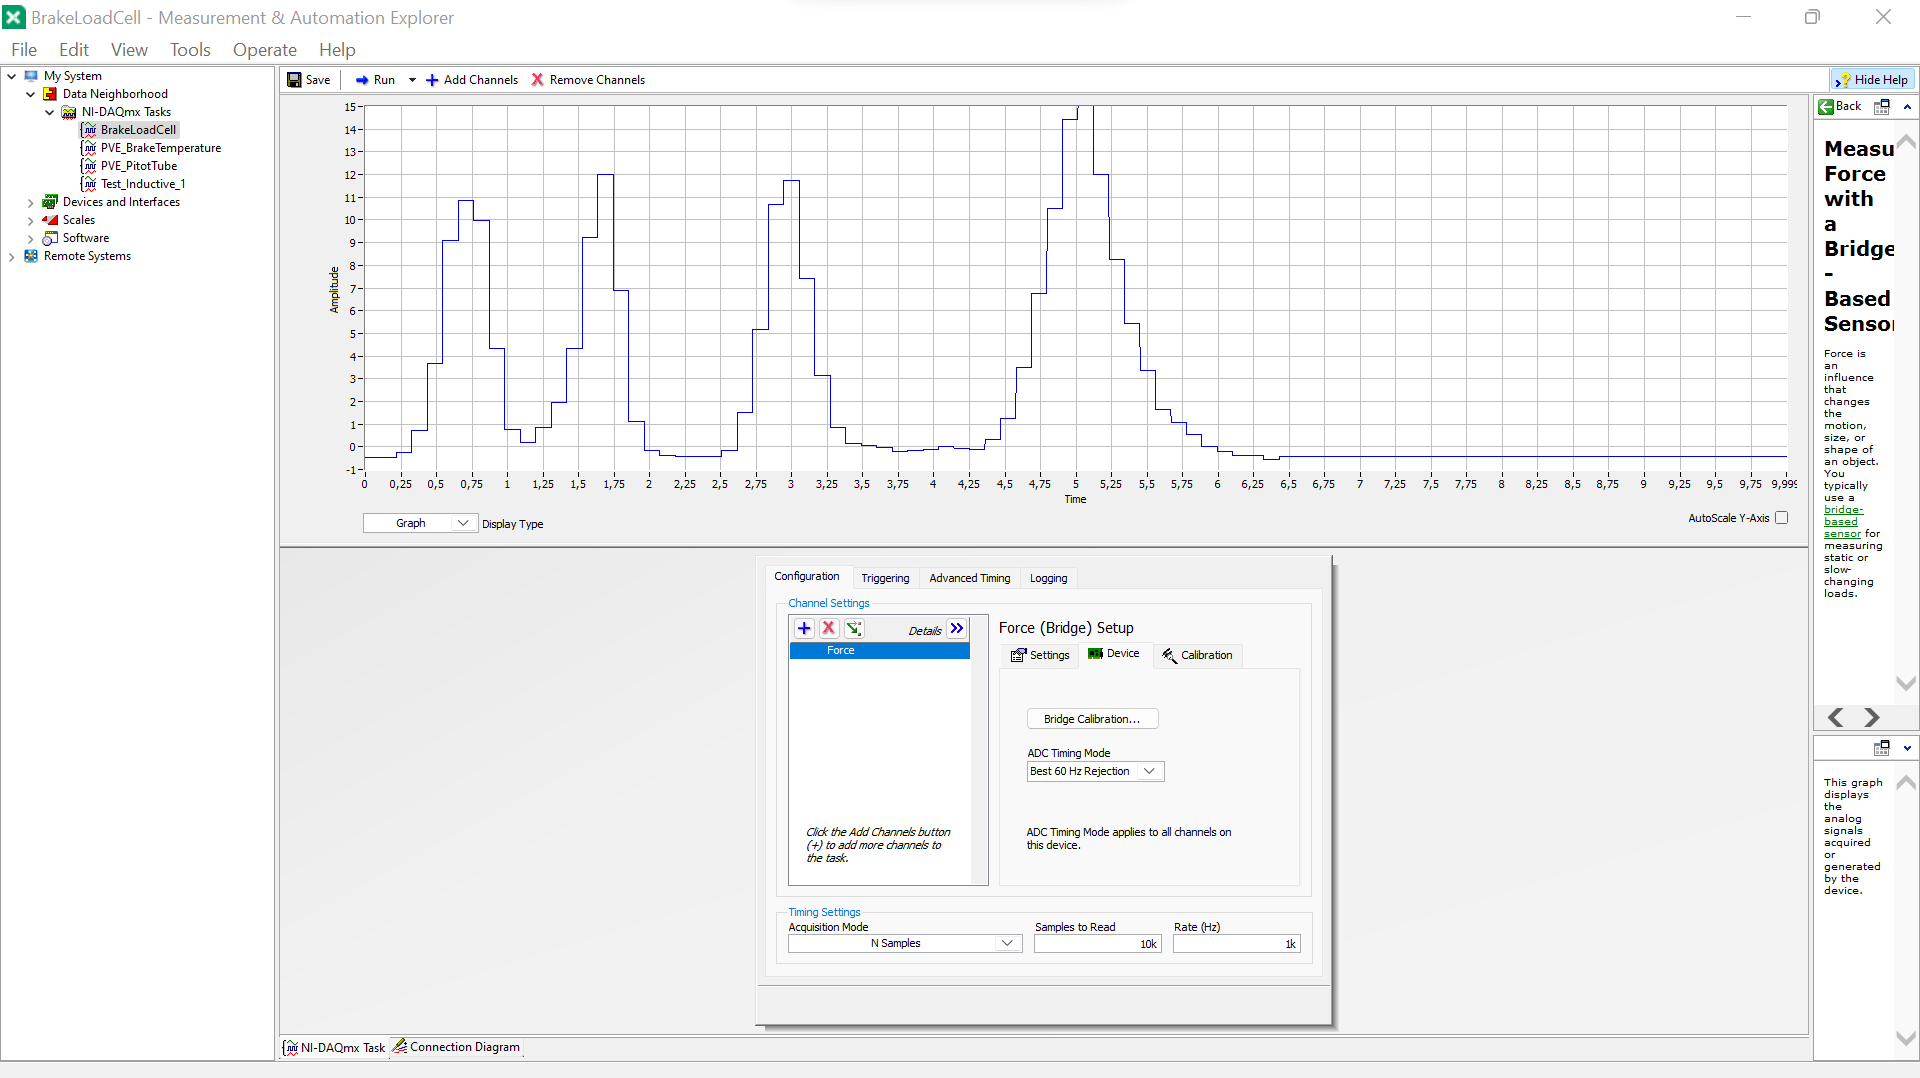 BrakeLoadCell - Measurement & Automation Explorer
File Edit View Tools Operate Help
My System
Data Neighborhood
NI-DAQmx Tasks
BrakeLoadCell
PVE_BrakeTemperature
PVE_PitotTube
Test_Inductive_1
Devices and Interfaces
Scales
Software
Remote Systems
Save Run Add Channels Remove Channels
Hide Help
15
14
13
12
11
10
9
8
7
6
5
4
3
2
1
0
-1
Amplitude
0 0,25 0,5 0,75 1 1,25 1,5 1,75 2 2,25 2,5 2,75 3 3,25 3,5 3,75 4 4,25 4,5 4,75 5 5,25 5,5 5,75 6 6,25 6,5 6,75 7 7,25 7,5 7,75 8 8,25 8,5 8,75 9 9,25 9,5 9,75 9,999
Time
Graph Display Type
AutoScale Y-Axis
Configuration Triggering Advanced Timing Logging
Channel Settings
Details
Force
Click the Add Channels button
(+) to add more channels to
the task.
Force (Bridge) Setup
Settings Device Calibration
Bridge Calibration...
ADC Timing Mode
Best 60 Hz Rejection
ADC Timing Mode applies to all channels on
this device.
Timing Settings
Acquisition Mode Samples to Read Rate (Hz)
N Samples 10k 1k
NI-DAQmx Task Connection Diagram
Back
Measu
Force
with
a
Bridge
-
Based
Senso
Force is
an
influence
that
changes
the
motion,
size, or
shape of
an object.
You
typically
use a
bridge-
based
sensor for
measuring
static or
slow-
changing
loads.
This graph
displays
the
analog
signals
acquired
or
generated
by the
device.